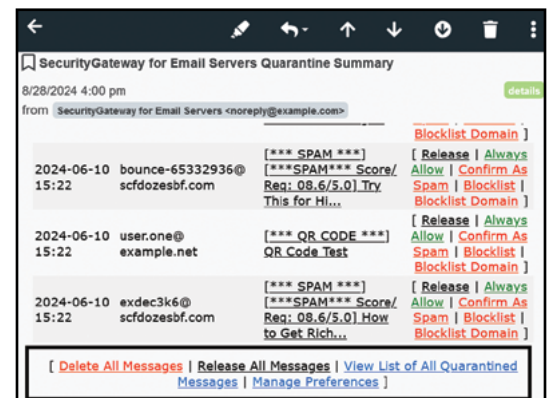 SecurityGateway for Email Servers Quarantine Summary
8/28/2024 4:00 pm
details
from SecurityGateway for Email Servers <noreply@example.com>
Blocklist Domain ]
2024-06-10 15:22
bounce-65332936@
scfdozesbf.com
[*** SPAM ***]
[***SPAM*** Score/
Req: 08.6/5.0] Try
This for Hi...
[ Release | Always
Allow | Confirm As
Spam | Blocklist |
Blocklist Domain ]
2024-06-10 15:22
user.one@
example.net
[*** QR CODE ***]
QR Code Test
[ Release | Always
Allow | Confirm As
Spam | Blocklist |
Blocklist Domain ]
2024-06-10 15:22
exdec3k6@
scfdozesbf.com
[*** SPAM ***]
[***SPAM*** Score/
Req: 08.6/5.0] How
to Get Rich...
[ Release | Always
Allow | Confirm As
Spam | Blocklist |
Blocklist Domain ]
[ Delete All Messages | Release All Messages | View List of All Quarantined
Messages | Manage Preferences ]